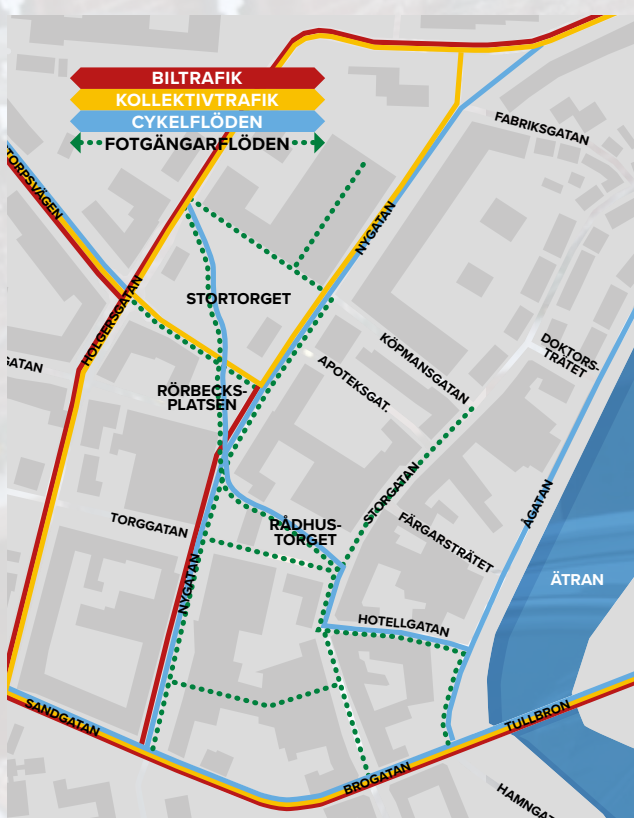 BILTRAFIK
KOLLEKTIVTRAFIK
CYKELFLÖDEN
FOTGÄNGARFLÖDEN
FABRIKSGATAN
TORPSVÄGEN
NYGATAN
HOLGERSGATAN
STORTORGET
KÖPMANSGATAN
DOKTORS-
TRÄTET
GATAN
APOTEKSGAT.
RÖRBECKS-
PLATSEN
STORGATAN
ÅGATAN
TORGGATAN
RÅDHUS-
TORGET
FÄRGARSTRÄTET
NYGATAN
ÄTRAN
HOTELLGATAN
SANDGATAN
TULLBRON
BROGATAN
HAMNGAT